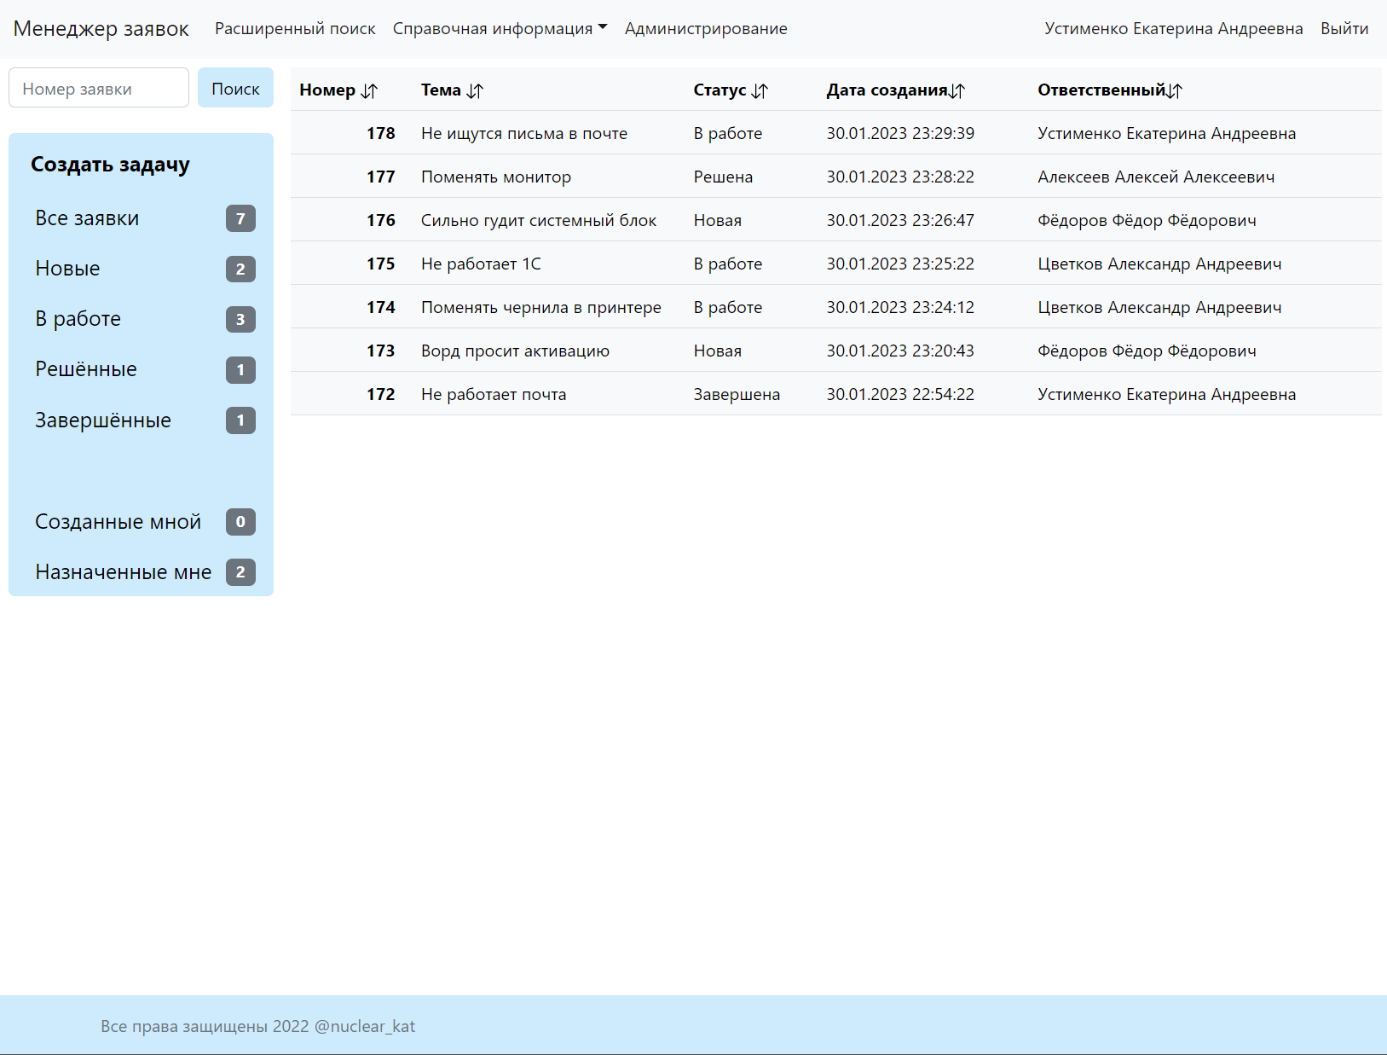 Менеджер заявок Расширенный поиск Справочная информация Администрирование Устименко Екатерина Андреевна Выйти
Номер заявки Поиск
Создать задачу
Все заявки 7
Новые 2
В работе 3
Решённые 1
Завершённые 1
Созданные мной 0
Назначенные мне 2
Номер Тема Статус Дата создания Ответственный
178 Не ищутся письма в почте В работе 30.01.2023 23:29:39 Устименко Екатерина Андреевна
177 Поменять монитор Решена 30.01.2023 23:28:22 Алексеев Алексей Алексеевич
176 Сильно гудит системный блок Новая 30.01.2023 23:26:47 Фёдоров Фёдор Фёдорович
175 Не работает 1С В работе 30.01.2023 23:25:22 Цветков Александр Андреевич
174 Поменять чернила в принтере В работе 30.01.2023 23:24:12 Цветков Александр Андреевич
173 Ворд просит активацию Новая 30.01.2023 23:20:43 Фёдоров Фёдор Фёдорович
172 Не работает почта Завершена 30.01.2023 22:54:22 Устименко Екатерина Андреевна
Все права защищены 2022 @nuclear_kat